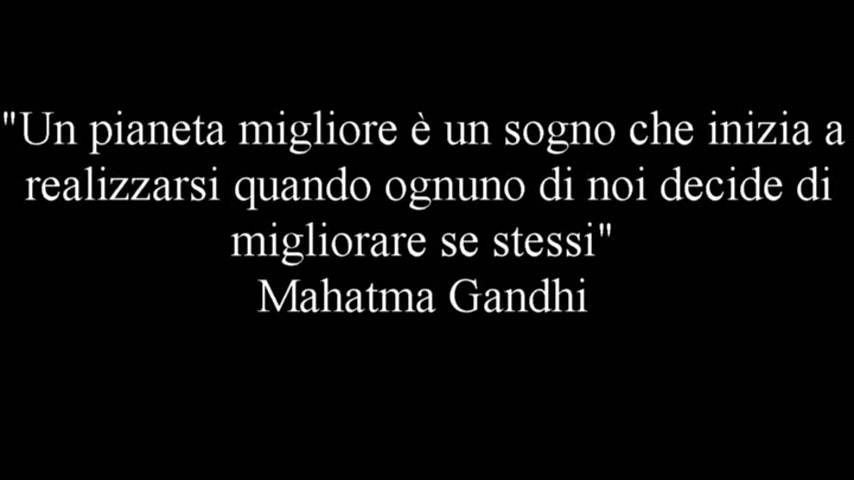 "Un pianeta migliore è un sogno che inizia a
realizzarsi quando ognuno di noi decide di
migliorare se stessi"
Mahatma Gandhi